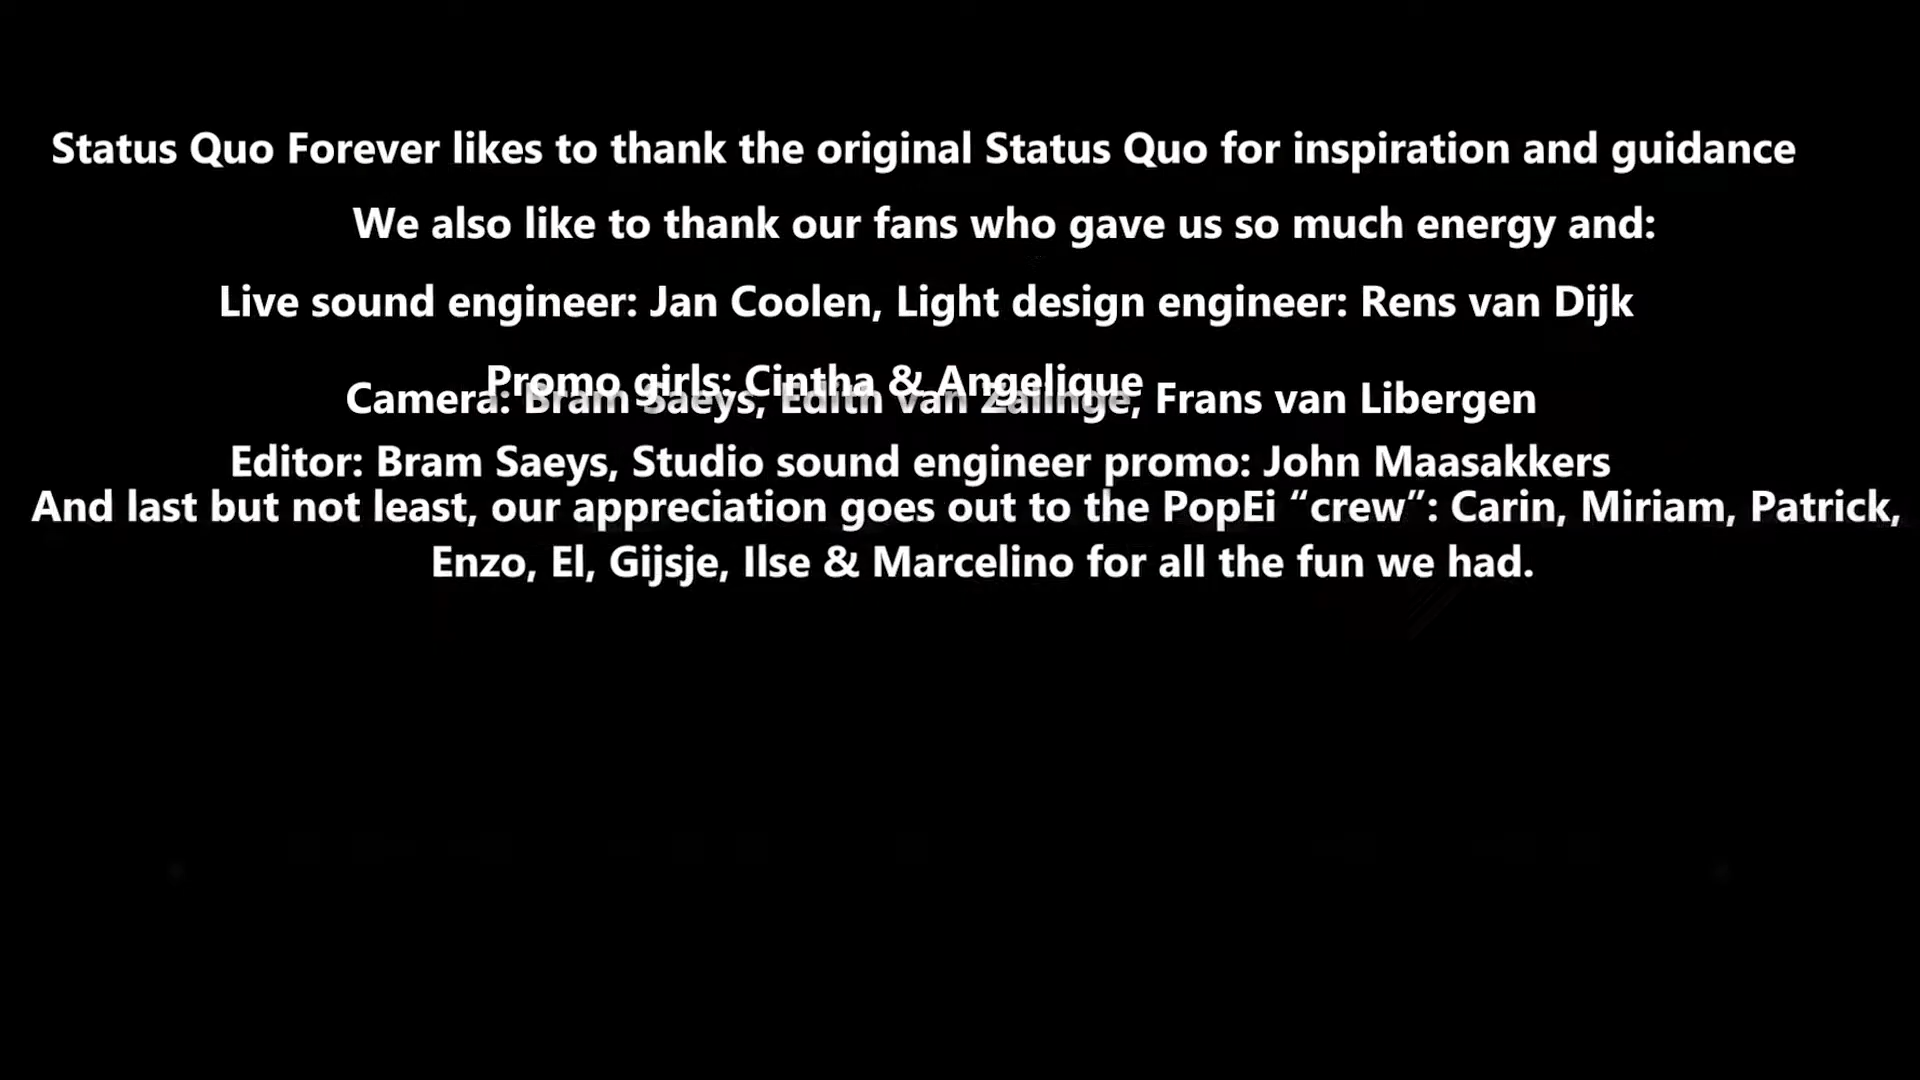 Status Quo Forever likes to thank the original Status Quo for inspiration and guidance
We also like to thank our fans who gave us so much energy and:
Live sound engineer: Jan Coolen, Light design engineer: Rens van Dijk
Promo girls: Cintha & Angelique
Camera: Bram Saeys, Edith van Zalinge, Frans van Libergen
Editor: Bram Saeys, Studio sound engineer promo: John Maasakkers
And last but not least, our appreciation goes out to the PopEi “crew”: Carin, Miriam, Patrick,
Enzo, El, Gijsje, Ilse & Marcelino for all the fun we had.